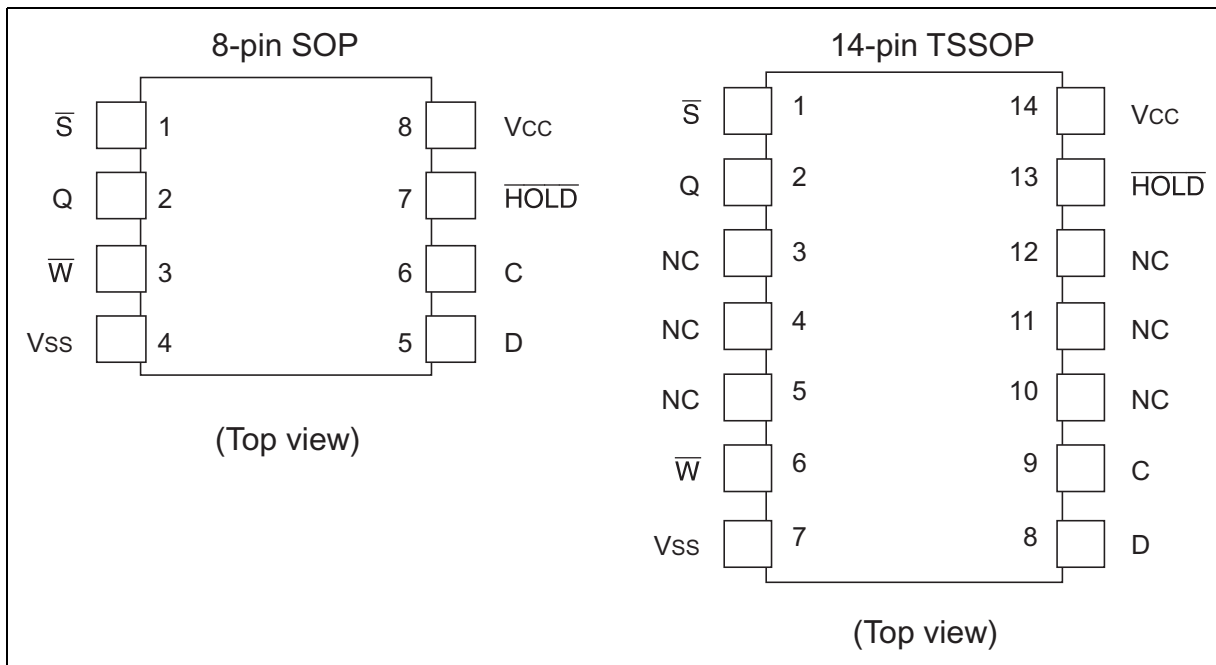 8-pin SOP
S̅ 1 8 VCC
Q 2 7 H̅O̅L̅D̅
W̅ 3 6 C
VSS 4 5 D
(Top view)
14-pin TSSOP
S̅ 1 14 VCC
Q 2 13 H̅O̅L̅D̅
NC 3 12 NC
NC 4 11 NC
NC 5 10 NC
W̅ 6 9 C
VSS 7 8 D
(Top view)